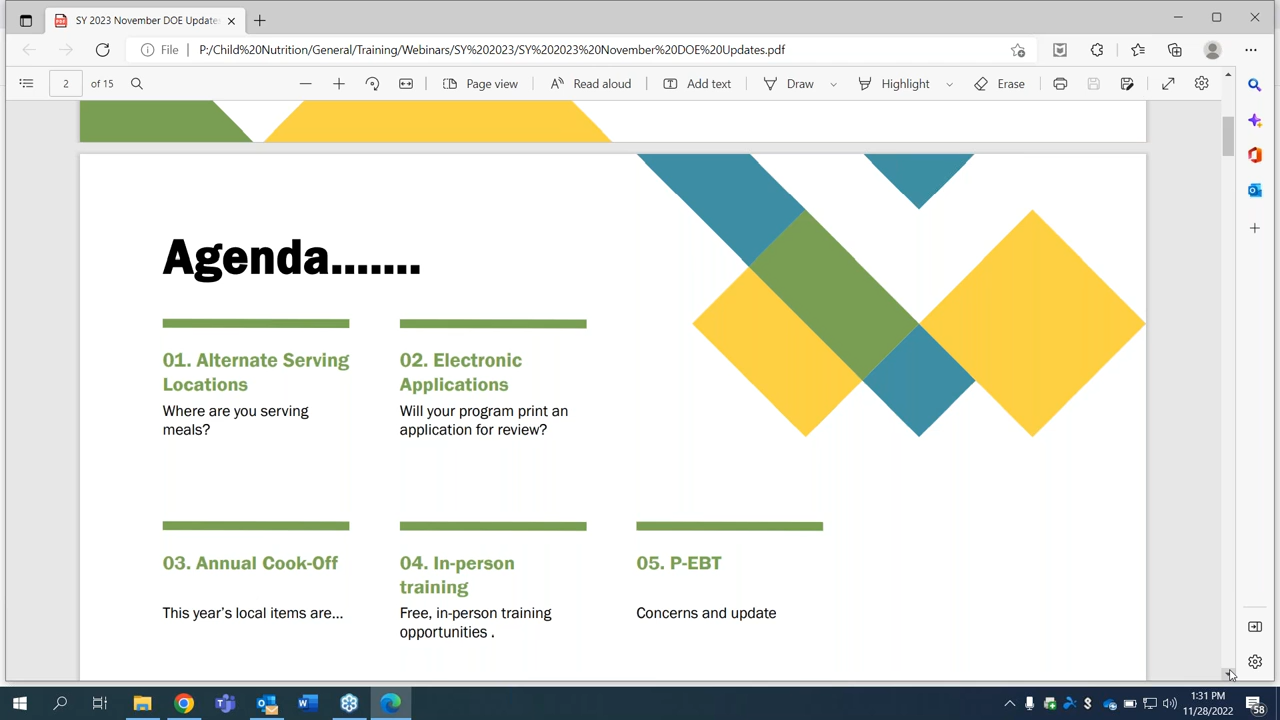 SY 2023 November DOE Update
File
P:/Child%20Nutrition/General/Training/Webinars/SY%202023/SY%202023%20November%20DOE%20Updates.pdf
2 of 15
Page view
Read aloud
Add text
Draw
Highlight
Erase
Agenda.......
01. Alternate Serving
Locations
Where are you serving
meals?
02. Electronic
Applications
Will your program print an
application for review?
03. Annual Cook-Off
This year’s local items are...
04. In-person
training
Free, in-person training
opportunities .
05. P-EBT
Concerns and update
1:31 PM
11/28/2022
58